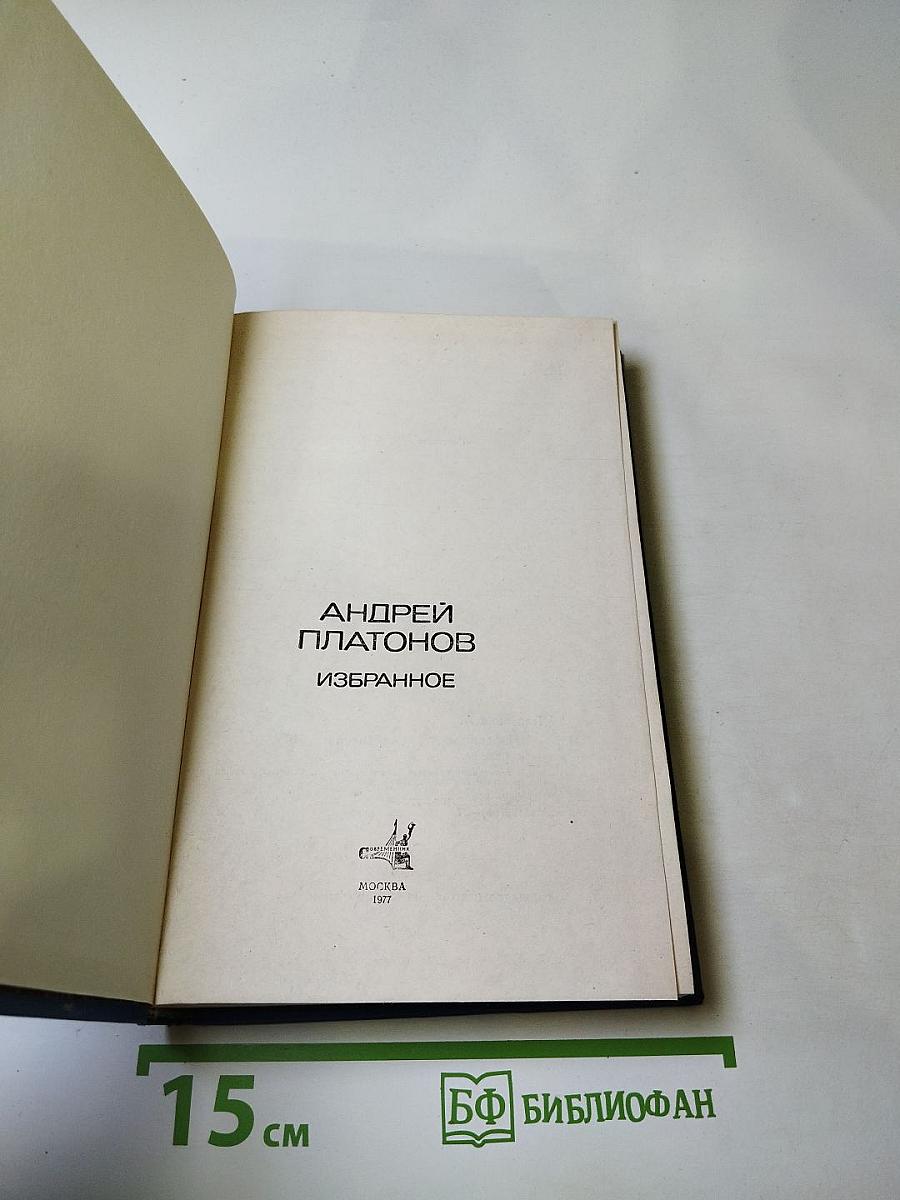 АНДРЕЙ
ПЛАТОНОВ
ИЗБРАННОЕ
СОВРЕМЕННИК
МОСКВА
1977
15 см
БФ БИБЛИОФАН